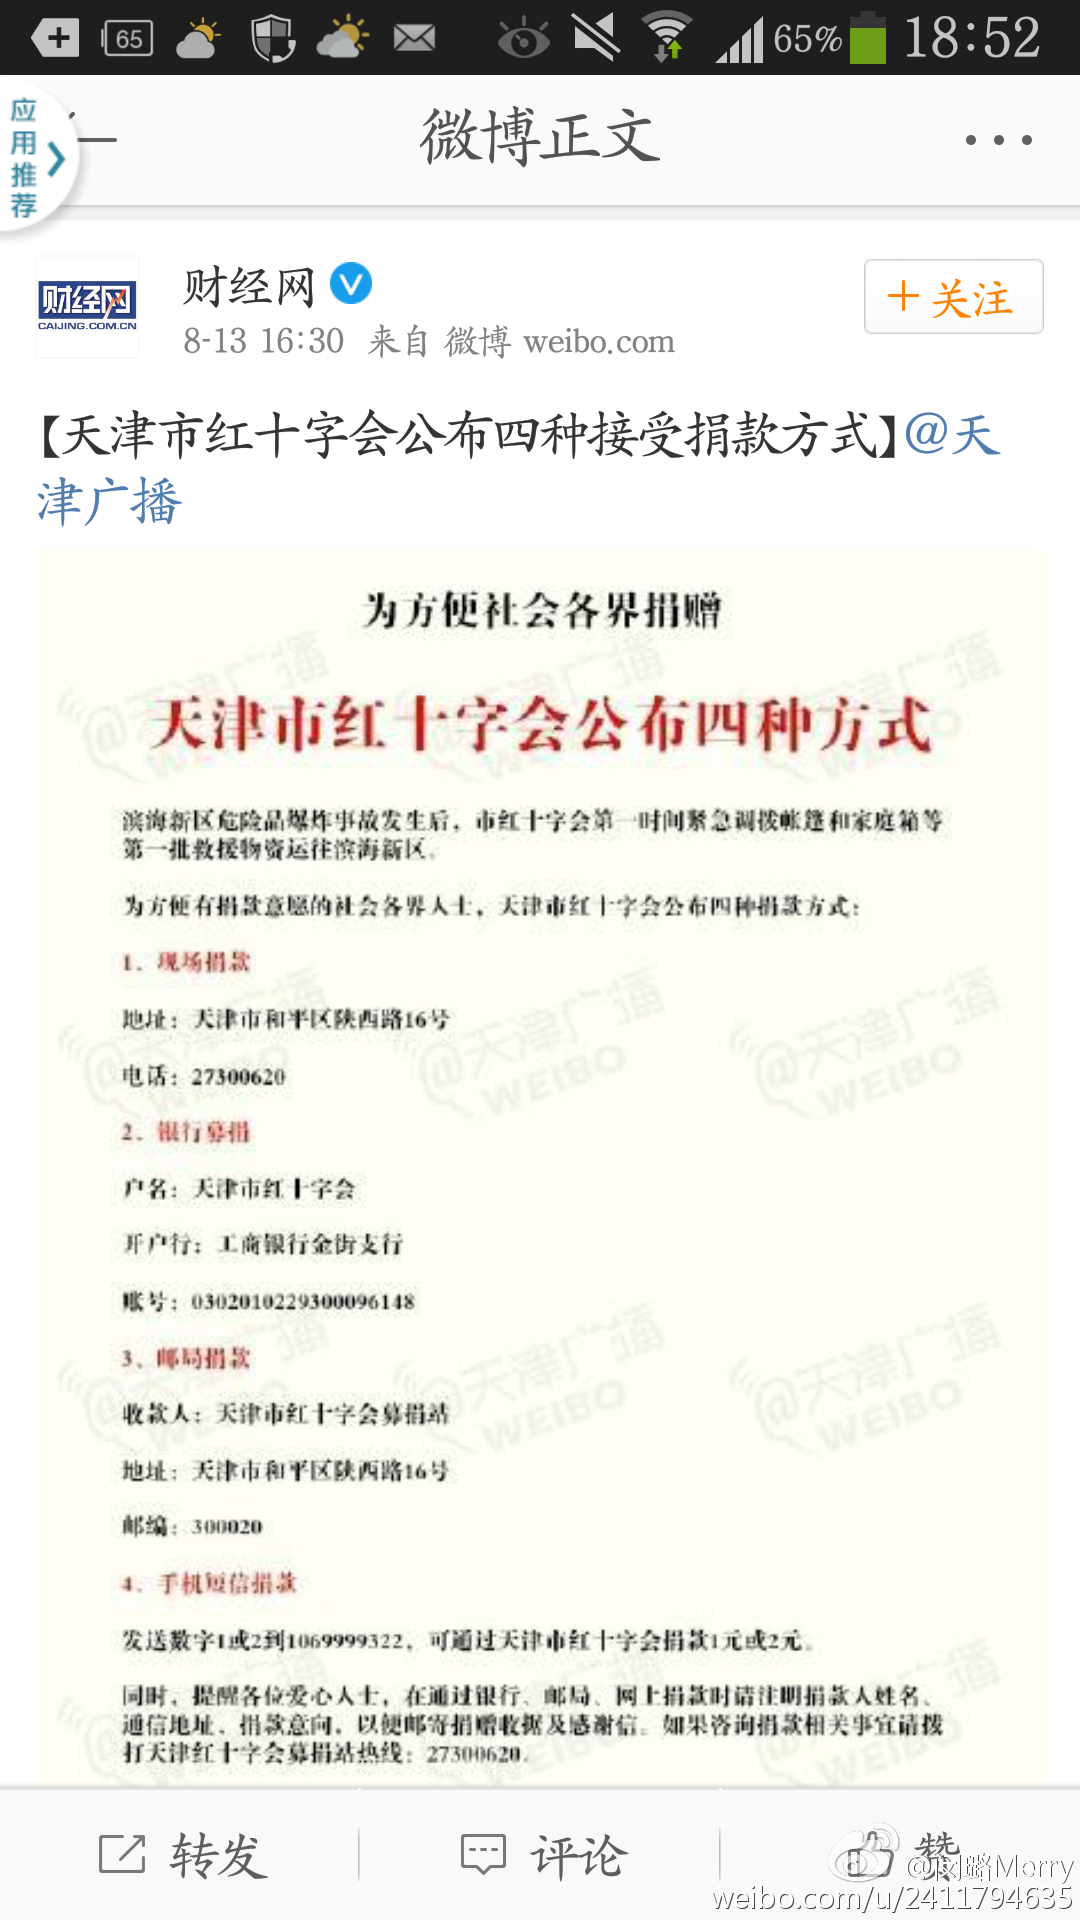 65
65%
18:52
应用推荐
微博正文
财经网
CAIJING.COM.CN
财经网
8-13 16:30 来自 微博 weibo.com
+关注
【天津市红十字会公布四种接受捐款方式】@天
津广播
为方便社会各界捐赠
天津市红十字会公布四种方式
滨海新区危险品爆炸事故发生后，市红十字会第一时间紧急调拨帐篷和家庭箱等
第一批救援物资运往滨海新区。
为方便有捐款意愿的社会各界人士，天津市红十字会公布四种捐款方式：
1、现场捐款
地址：天津市和平区陕西路16号
电话：27300620
2、银行募捐
户名：天津市红十字会
开户行：工商银行金街支行
账号：0302010229300096148
3、邮局捐款
收款人：天津市红十字会募捐站
地址：天津市和平区陕西路16号
邮编：300020
4、手机短信捐款
发送数字1或2到1069999322，可通过天津市红十字会捐款1元或2元。
同时，提醒各位爱心人士，在通过银行、邮局、网上捐款时请注明捐款人姓名、
通信地址、捐款意向，以便邮寄捐赠收据及感谢信。如果咨询捐款相关事宜请拨
打天津红十字会募捐站热线：27300620。
@天津广播
WEIBO
转发
评论
赞
weibo.com/u/2411794635